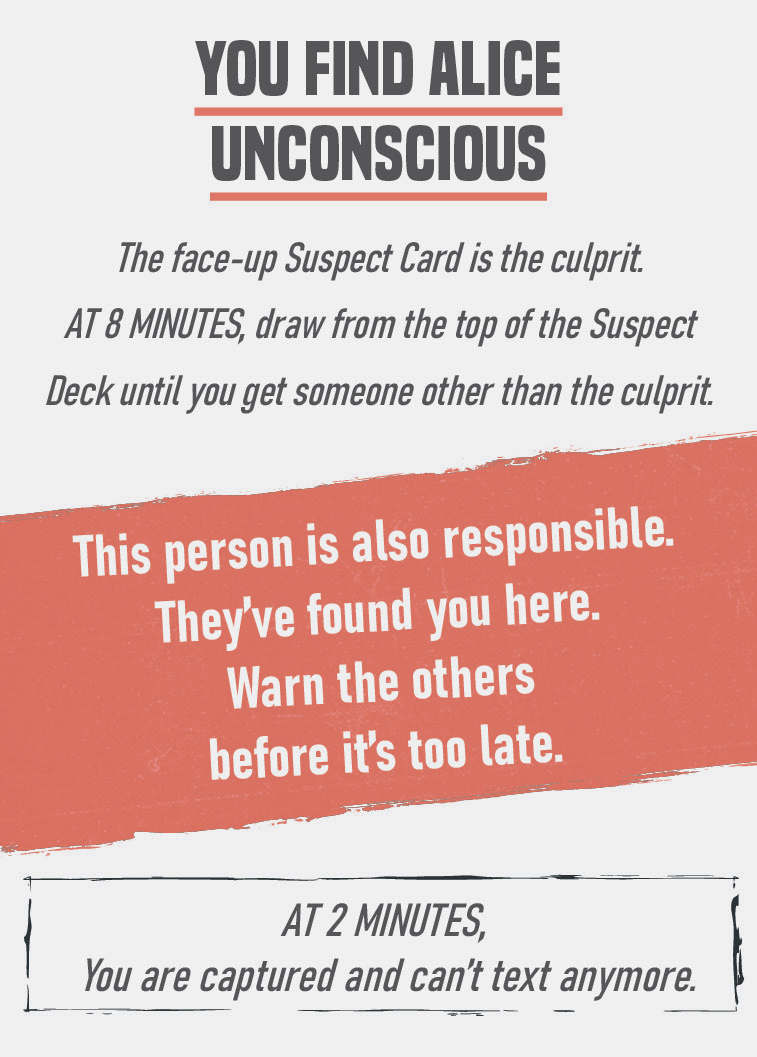 YOU FIND ALICE
UNCONSCIOUS
The face-up Suspect Card is the culprit.
AT 8 MINUTES, draw from the top of the Suspect
Deck until you get someone other than the culprit.
This person is also responsible.
They've found you here.
Warn the others
before it's too late.
AT 2 MINUTES,
You are captured and can't text anymore.